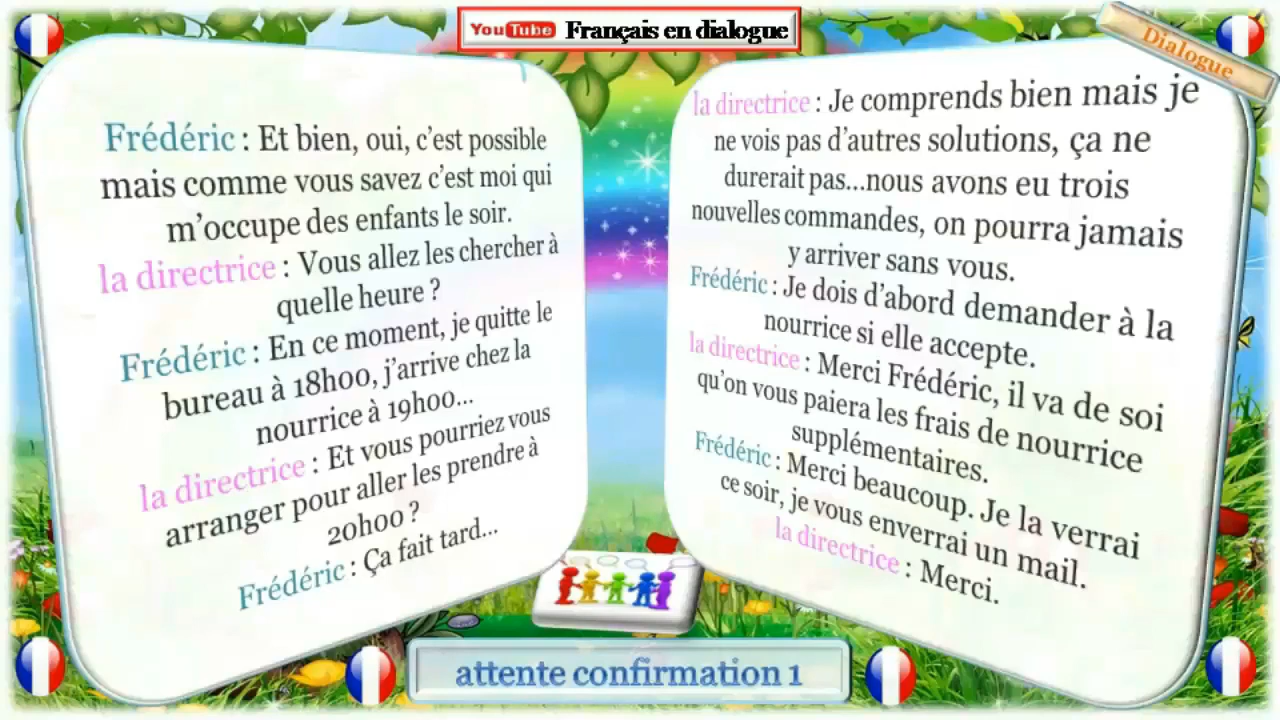 YouTube Français en dialogue
Dialogue
Frédéric : Et bien, oui, c'est possible
mais comme vous savez c'est moi qui
m'occupe des enfants le soir.
la directrice : Vous allez les chercher à
quelle heure ?
Frédéric : En ce moment, je quitte le
bureau à 18h00, j'arrive chez la
nourrice à 19h00...
la directrice : Et vous pourriez vous
arranger pour aller les prendre à
20h00 ?
Frédéric : Ça fait tard...
la directrice : Je comprends bien mais je
ne vois pas d'autres solutions, ça ne
durerait pas...nous avons eu trois
nouvelles commandes, on pourra jamais
y arriver sans vous.
Frédéric : Je dois d'abord demander à la
nourrice si elle accepte.
la directrice : Merci Frédéric, il va de soi
qu'on vous paiera les frais de nourrice
supplémentaires.
Frédéric : Merci beaucoup. Je la verrai
ce soir, je vous enverrai un mail.
la directrice : Merci.
attente confirmation 1